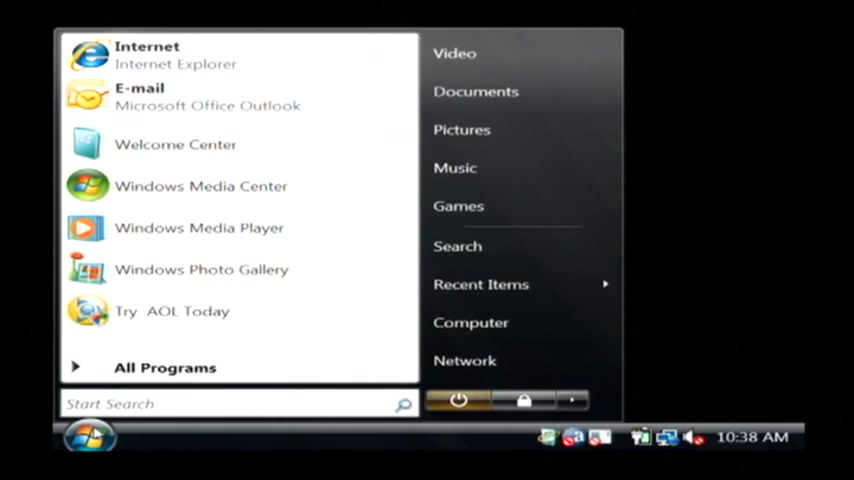 Internet
Internet Explorer
E-mail
Microsoft Office Outlook
Welcome Center
Windows Media Center
Windows Media Player
Windows Photo Gallery
Try AOL Today
All Programs
Start Search
Video
Documents
Pictures
Music
Games
Search
Recent Items
Computer
Network
10:38 AM